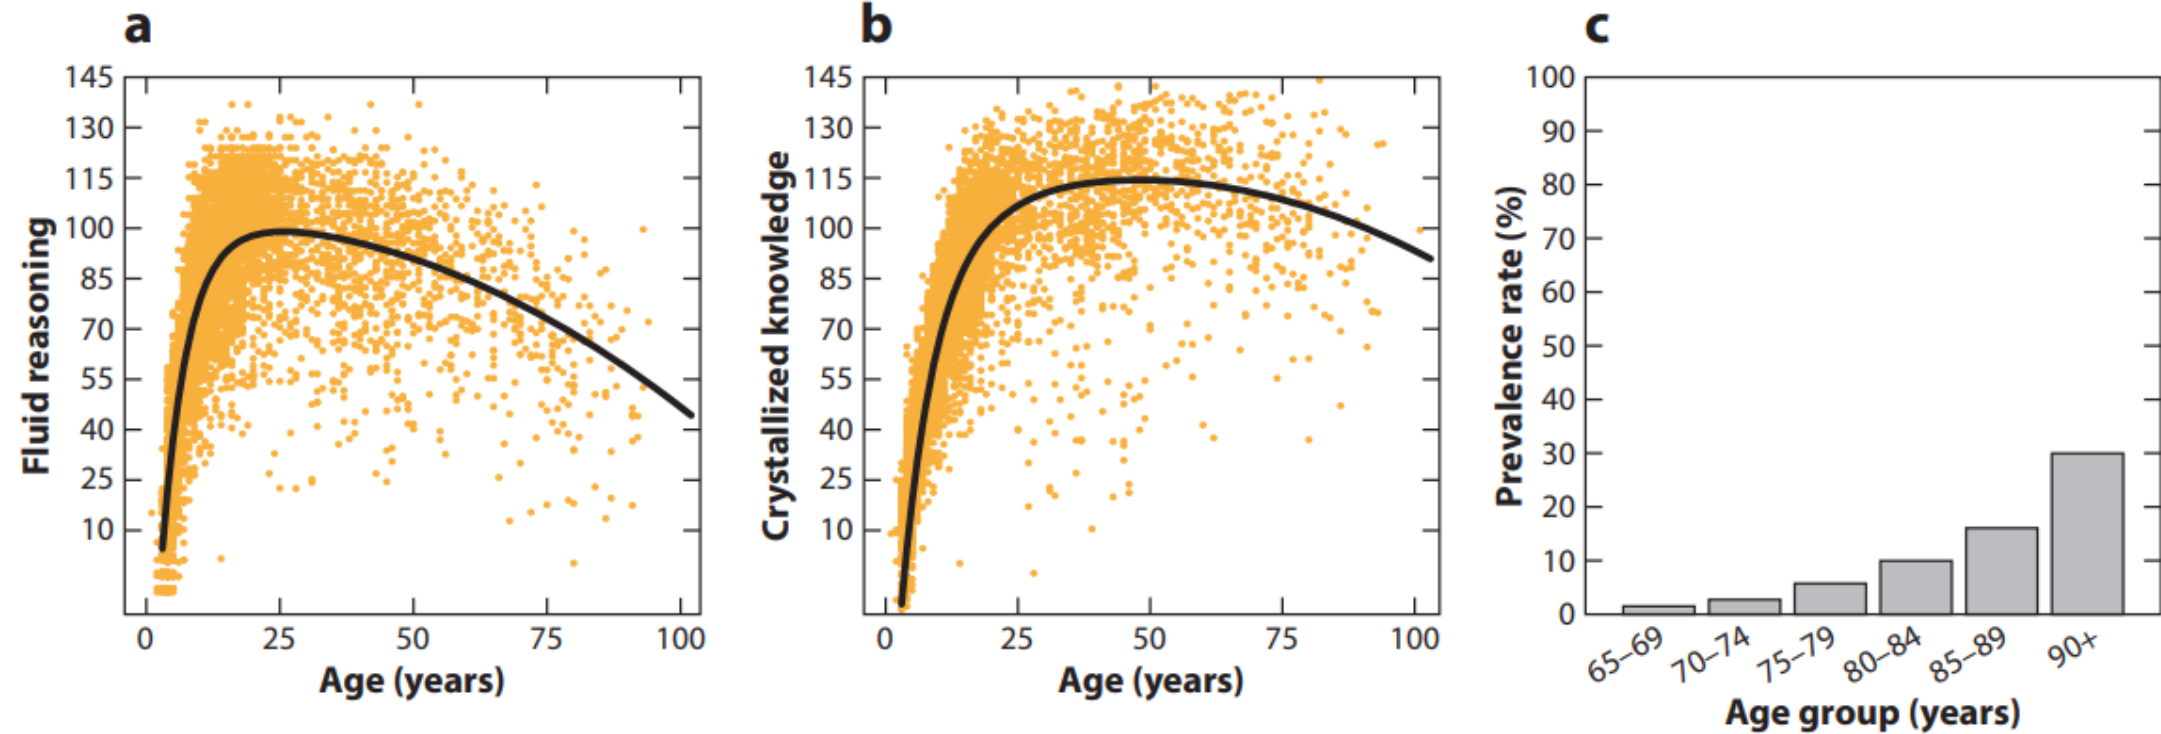 a
Fluid reasoning
145
130
115
100
85
70
55
40
25
10
0 25 50 75 100
Age (years)
b
Crystallized knowledge
145
130
115
100
85
70
55
40
25
10
0 25 50 75 100
Age (years)
c
Prevalence rate (%)
100
90
80
70
60
50
40
30
20
10
0
65–69 70–74 75–79 80–84 85–89 90+
Age group (years)